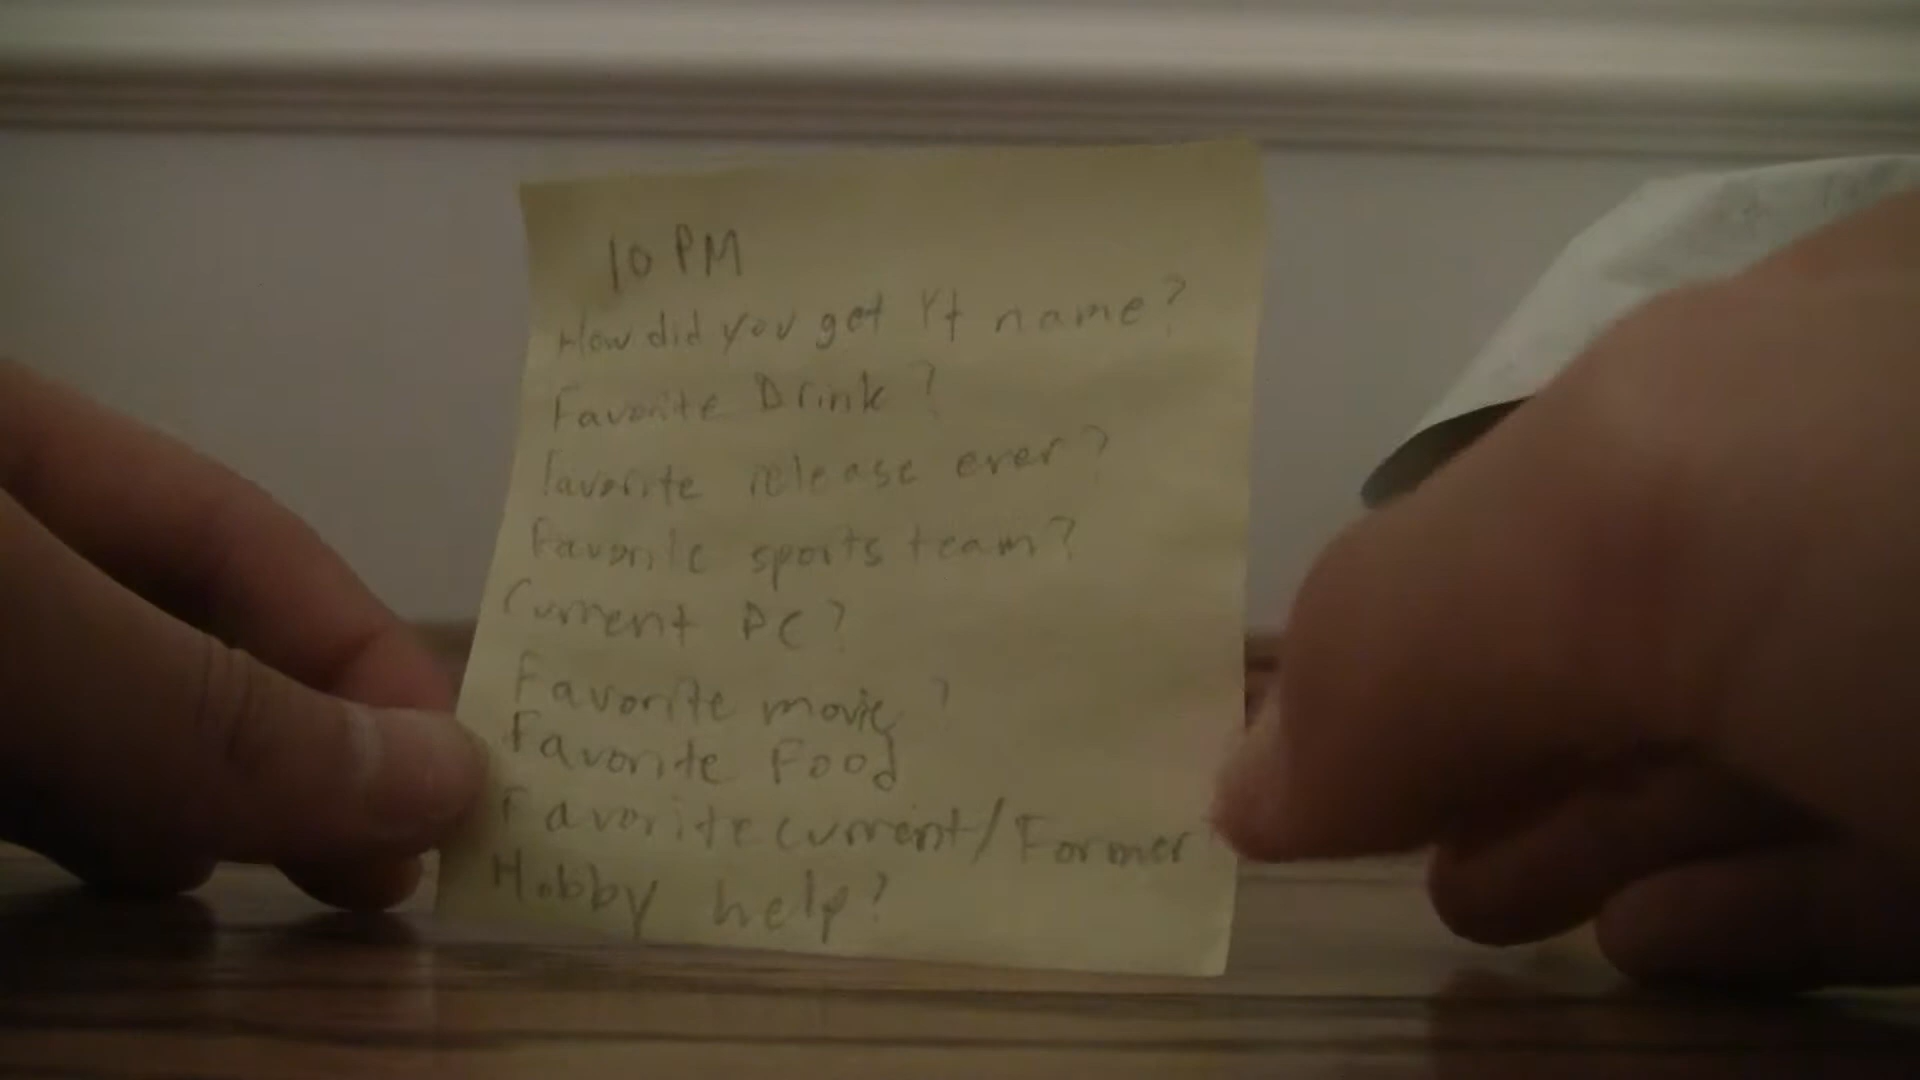 10 PM
How did you get Yt name?
Favorite Drink?
favorite release ever?
Favorite sports team?
Current PC?
Favorite movie?
Favorite Food
Favorite current/Former
Hobby help?